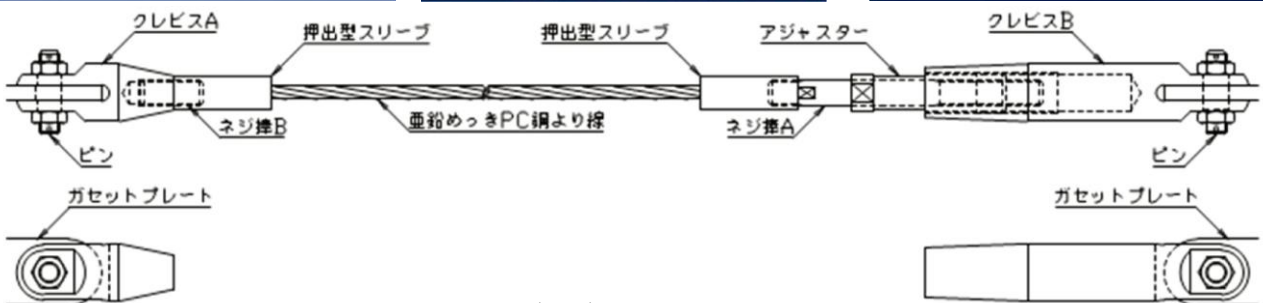 クレビスA
押出型スリーブ
押出型スリーブ
アジャスター
クレビスB
ネジ棒B
亜鉛めっきPC鋼より線
ネジ棒A
ピン
ピン
ガセットプレート
ガセットプレート